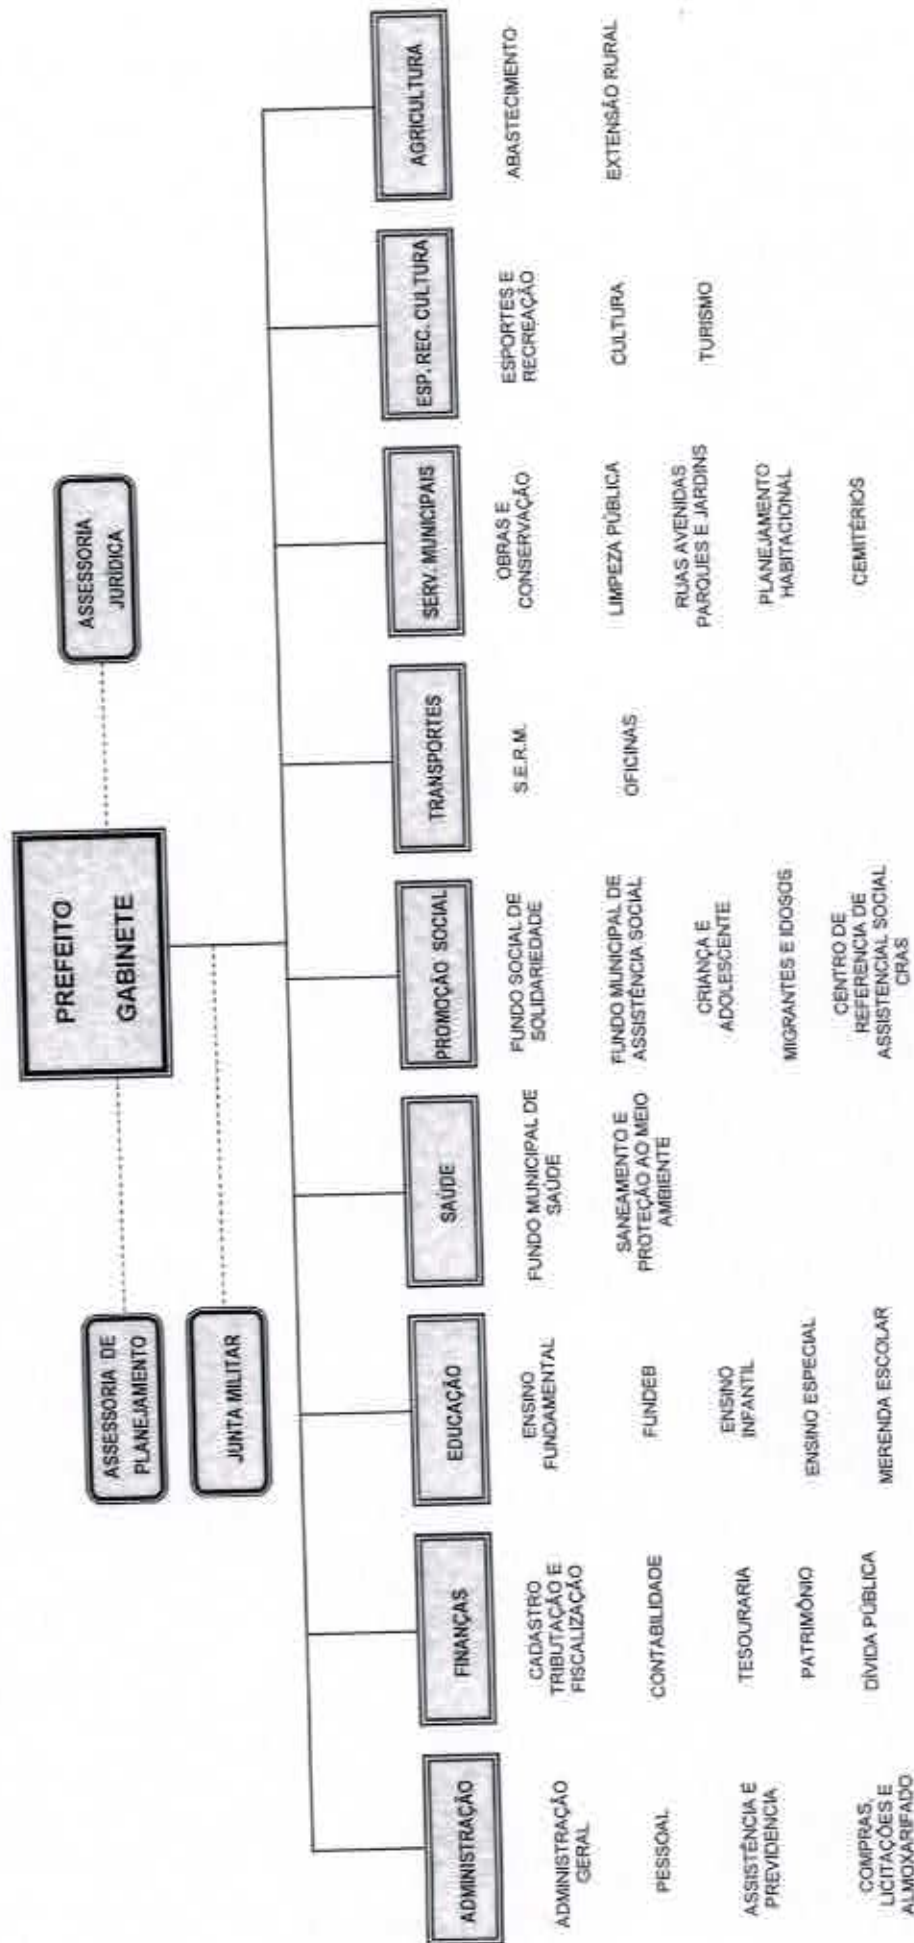 PREFEITO
GABINETE
ASSESSORIA DE
PLANEJAMENTO
ASSESSORIA
JURÍDICA
JUNTA MILITAR
ADMINISTRAÇÃO
ADMINISTRAÇÃO
GERAL
PESSOAL
ASSISTÊNCIA E
PREVIDENCIA
COMPRAS,
LICITAÇÕES E
ALMOXARIFADO
FINANÇAS
CADASTRO
TRIBUTAÇÃO E
FISCALIZAÇÃO
CONTABILIDADE
TESOURARIA
PATRIMÔNIO
DÍVIDA PÚBLICA
EDUCAÇÃO
ENSINO
FUNDAMENTAL
FUNDEB
ENSINO
INFANTIL
ENSINO ESPECIAL
MERENDA ESCOLAR
SAÚDE
FUNDO MUNICIPAL DE
SAÚDE
SANEAMENTO E
PROTEÇÃO AO MEIO
AMBIENTE
PROMOÇÃO SOCIAL
FUNDO SOCIAL DE
SOLIDARIEDADE
FUNDO MUNICIPAL DE
ASSISTÊNCIA SOCIAL
CRIANÇA E
ADOLESCENTE
MIGRANTES E IDOSOS
CENTRO DE
REFERENCIA DE
ASSISTENCIAL SOCIAL
CRAS
TRANSPORTES
S.E.R.M.
OFICINAS
SERV. MUNICIPAIS
OBRAS E
CONSERVAÇÃO
LIMPEZA PÚBLICA
RUAS AVENIDAS
PARQUES E JARDINS
PLANEJAMENTO
HABITACIONAL
CEMITÉRIOS
ESP. REC. CULTURA
ESPORTES E
RECREAÇÃO
CULTURA
TURISMO
AGRICULTURA
ABASTECIMENTO
EXTENSÃO RURAL